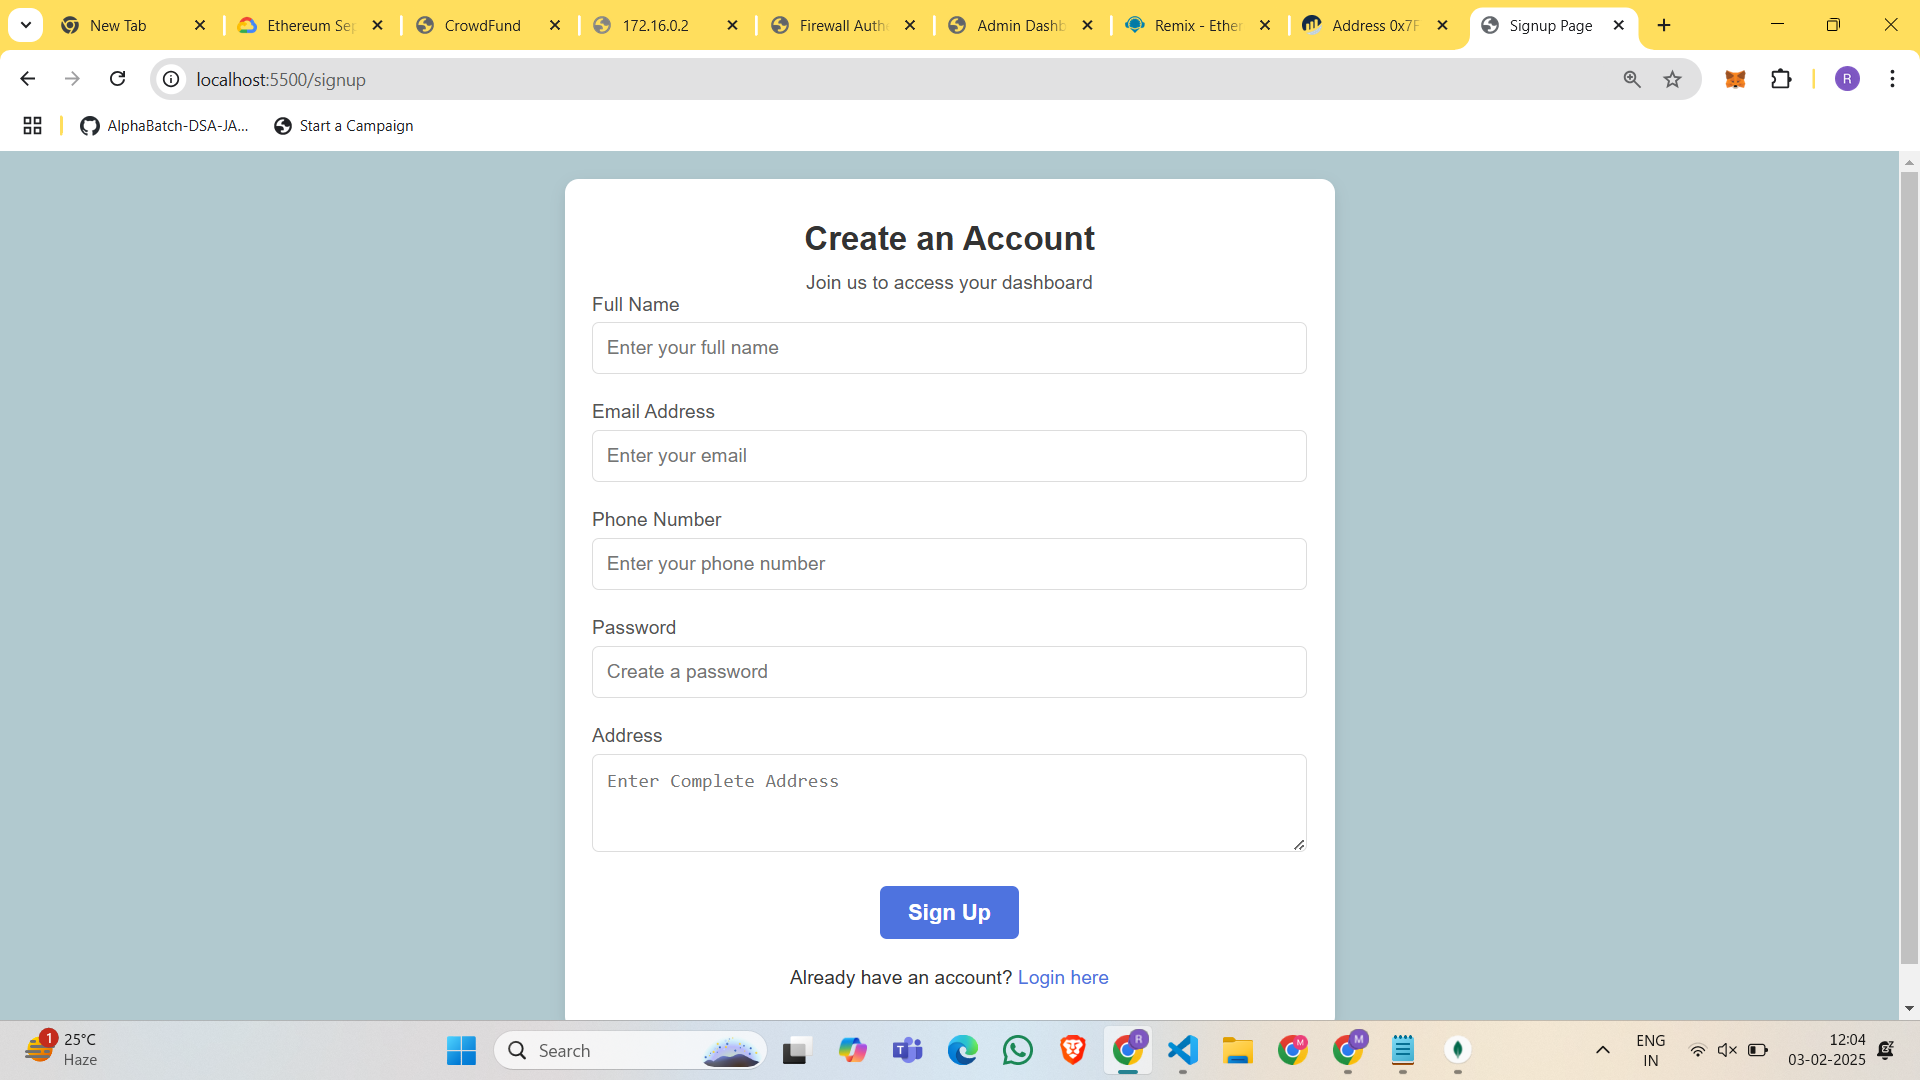 New Tab
Ethereum Sep
CrowdFund
172.16.0.2
Firewall Authe
Admin Dashb
Remix - Ether
Address 0x7F
Signup Page
localhost:5500/signup
R
AlphaBatch-DSA-JA...
Start a Campaign
Create an Account
Join us to access your dashboard
Full Name
Enter your full name
Email Address
Enter your email
Phone Number
Enter your phone number
Password
Create a password
Address
Enter Complete Address
Sign Up
Already have an account? Login here
1
25°C
Haze
Search
R
M
M
ENG
IN
12:04
03-02-2025